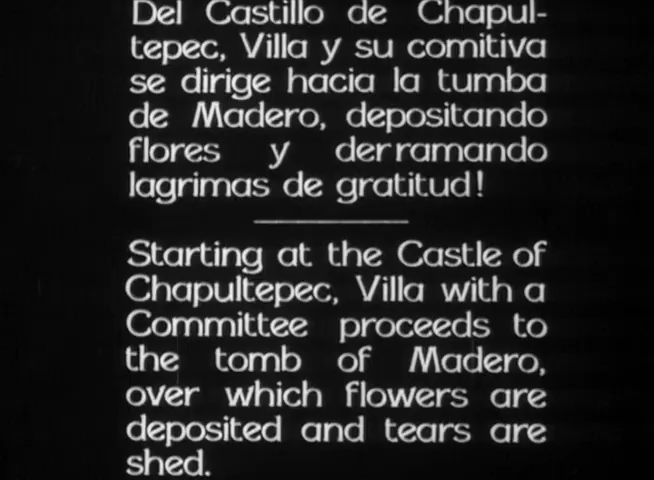 Del Castillo de Chapul-
tepec, Villa y su comitiva
se dirige hacia la tumba
de Madero, depositando
flores y derramando
lagrimas de gratitud!
Starting at the Castle of
Chapultepec, Villa with a
Committee proceeds to
the tomb of Madero,
over which flowers are
deposited and tears are
shed.